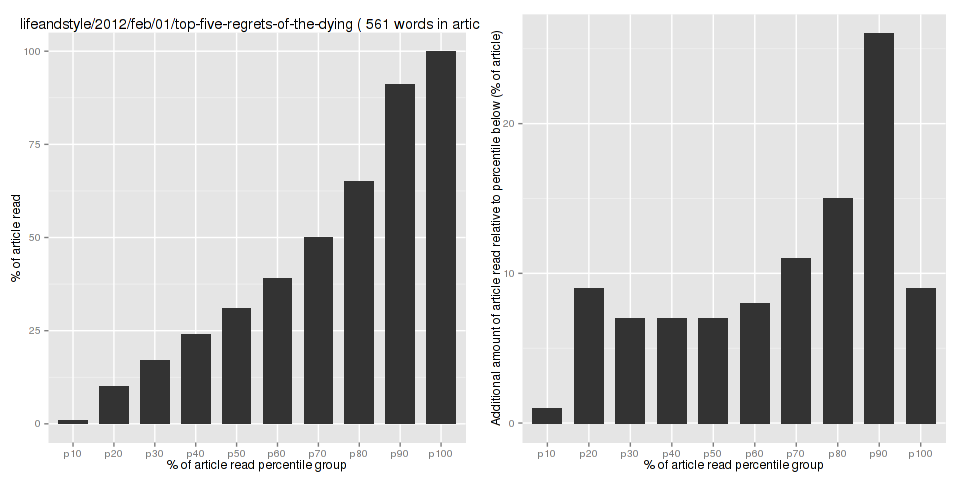 lifeandstyle/2012/feb/01/top-five-regrets-of-the-dying ( 561 words in artic
% of article read
100
75
50
25
0
p10 p20 p30 p40 p50 p60 p70 p80 p90 p100
% of article read percentile group
Additional amount of article read relative to percentile below (% of article)
20
10
0
p10 p20 p30 p40 p50 p60 p70 p80 p90 p100
% of article read percentile group